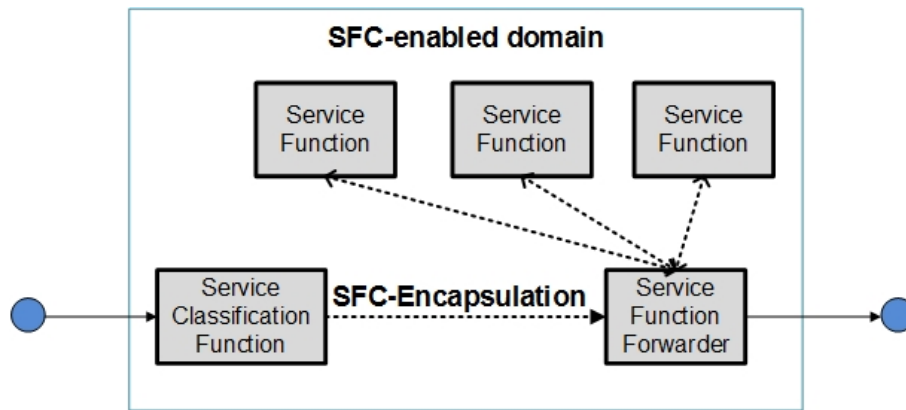 SFC-enabled domain
Service
Function
Service
Function
Service
Function
Service
Classification
Function
SFC-Encapsulation
Service
Function
Forwarder